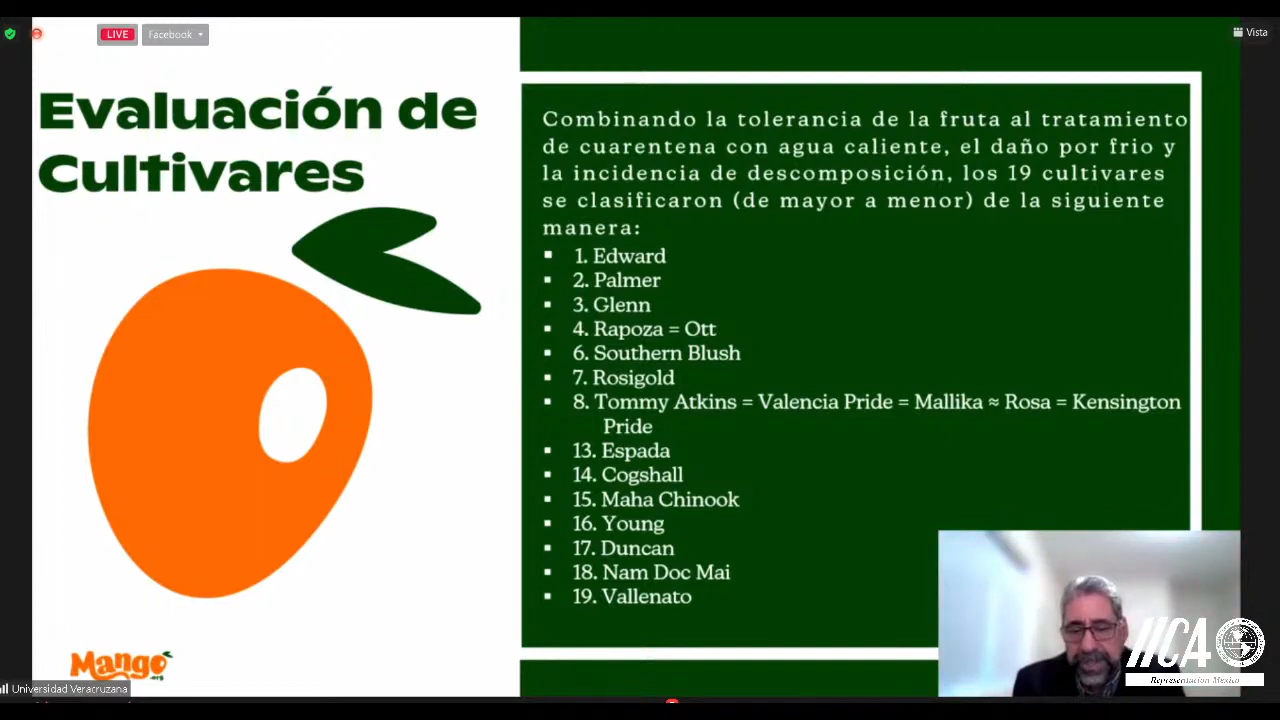 LIVE
Facebook
Vista
Evaluación de
Cultivares
Combinando la tolerancia de la fruta al tratamiento
de cuarentena con agua caliente, el daño por frio y
la incidencia de descomposición, los 19 cultivares
se clasificaron (de mayor a menor) de la siguiente
manera:
▪ 1. Edward
▪ 2. Palmer
▪ 3. Glenn
▪ 4. Rapoza = Ott
▪ 6. Southern Blush
▪ 7. Rosigold
▪ 8. Tommy Atkins = Valencia Pride = Mallika ≈ Rosa = Kensington
Pride
▪ 13. Espada
▪ 14. Cogshall
▪ 15. Maha Chinook
▪ 16. Young
▪ 17. Duncan
▪ 18. Nam Doc Mai
▪ 19. Vallenato
Mango.org
Universidad Veracruzana
IICA
Representación México